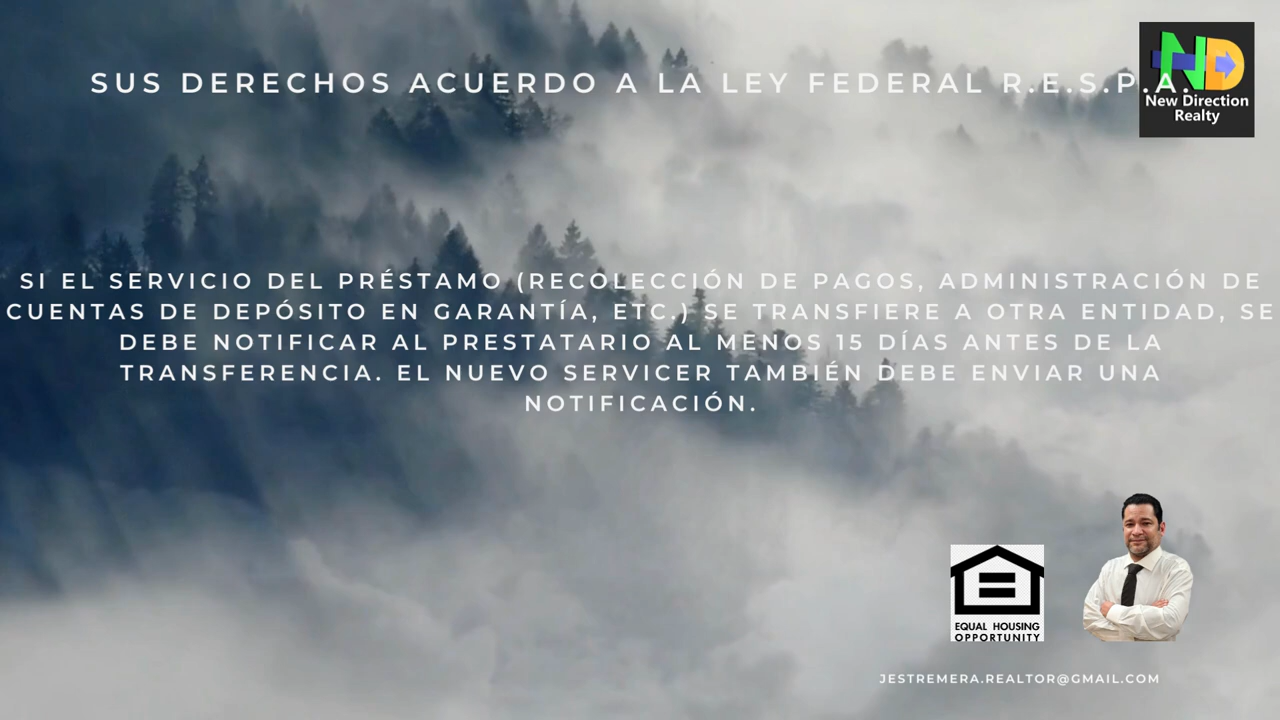 SUS DERECHOS ACUERDO A LA LEY FEDERAL R.E.S.P.A.
New Direction
Realty
SI EL SERVICIO DEL PRÉSTAMO (RECOLECCIÓN DE PAGOS, ADMINISTRACIÓN DE
CUENTAS DE DEPÓSITO EN GARANTÍA, ETC.) SE TRANSFIERE A OTRA ENTIDAD, SE
DEBE NOTIFICAR AL PRESTATARIO AL MENOS 15 DÍAS ANTES DE LA
TRANSFERENCIA. EL NUEVO SERVICER TAMBIÉN DEBE ENVIAR UNA
NOTIFICACIÓN.
EQUAL HOUSING
OPPORTUNITY
JESTREMERA.REALTOR@GMAIL.COM